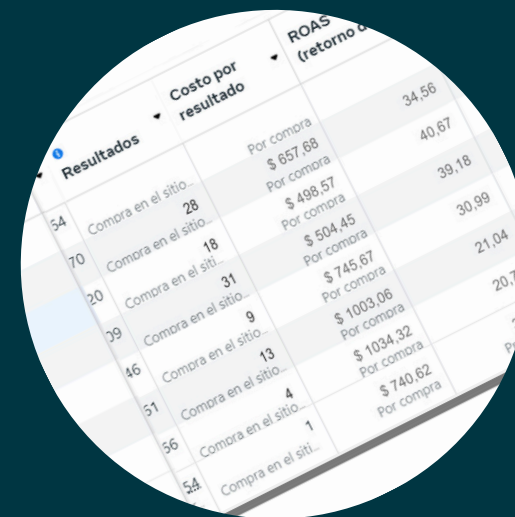 Resultados
Costo por
resultado
ROAS
(retorno d
54
Compra en el sitio...
Por compra
70 28 $ 657,68 34,56
Compra en el sitio...
Por compra
20 18 $ 498,57 40,67
Compra en el siti...
Por compra
09 31 $ 504,45 39,18
Compra en el sitio...
Por compra
46 9 $ 745,67 30,99
Compra en el sitio...
Por compra
51 13 $ 1003,06 21,04
Compra en el sitio...
Por compra
56 4 $ 1034,32 20,7
Compra en el sitio...
Por compra
54 1 $ 740,62
Compra en el siti...
Por compra